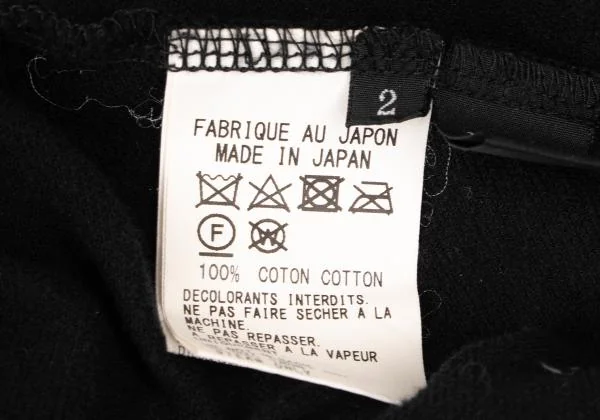 2
FABRIQUE AU JAPON
MADE IN JAPAN
F
W
100% COTON COTTON
DECOLORANTS INTERDITS.
NE PAS FAIRE SECHER A LA
MACHINE.
NE PAS REPASSER.
A REPASSER A LA VAPEUR